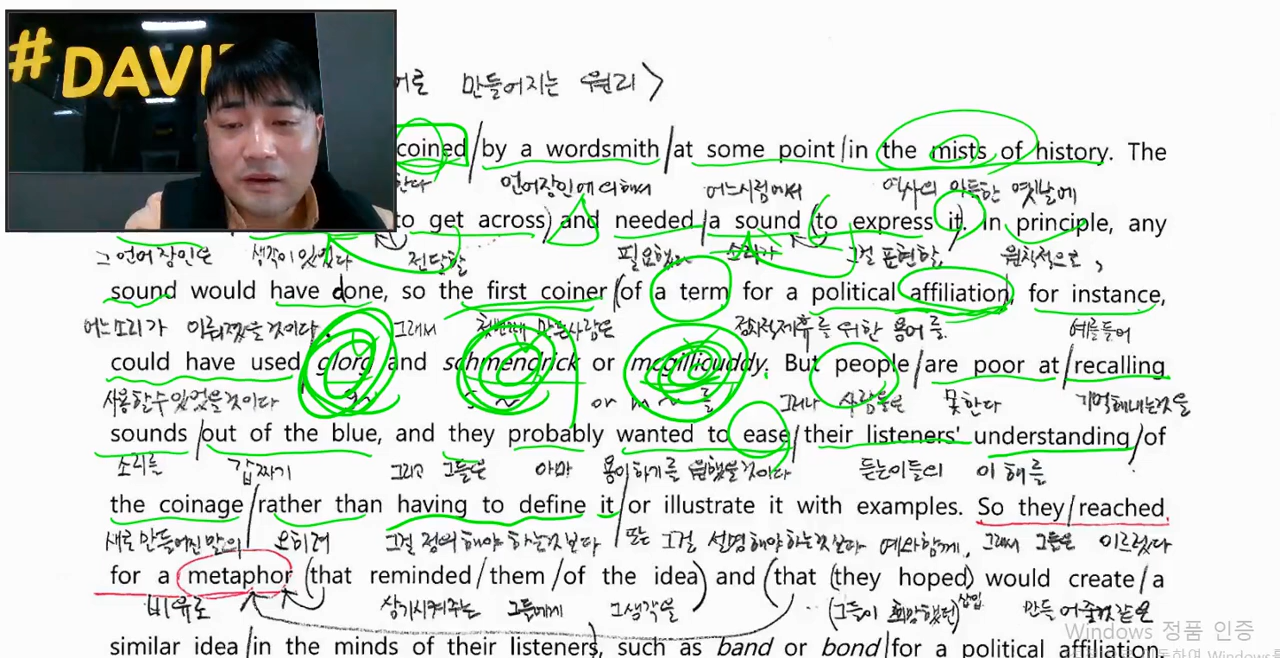 #DAVI
로 만들어지는 원리>
coined by a wordsmith at some point in the mists of history. The
한다 언어장인에 의해서 어느시점에서 역사의 아득한 옛날에
to get across) and needed a sound (to express it). In principle, any
그 언어장인은 생각이 있었다 전달할 필요했다 소리가 그걸 표현할, 원칙적으로,
sound would have done, so the first coiner (of a term for a political affiliation), for instance,
어느소리가 이뤄졌을 것이다. 그래서 첫번째 만든사람은 정치적제휴를 위한 용어를. 예를들어
could have used glorg and schmendrick or mcgillicuddy. But people are poor at recalling
사용할수 있었을것이다 or m~를 그러나 사람들은 못한다 기억해내는것을
sounds out of the blue, and they probably wanted to ease their listeners' understanding of
소리를 갑짜기 그리고 그들은 아마 용이하기를 원했을 것이다 듣는이들의 이해를
the coinage rather than having to define it or illustrate it with examples. So they reached
새로 만들어진 말의 오히려 그걸 정의해야 하는것보다 또는 그걸 설명해야하는것보다 예와함께, 그래서 그들은 이르렀다
for a metaphor (that reminded them of the idea) and (that (they hoped) would create a
비유로 상기시켜주는 그들에게 그생각을 (그들이 희망했던) 삽입 만들어줄것같은
similar idea in the minds of their listeners), such as band or bond for a political affiliation.
Windows 정품 인증